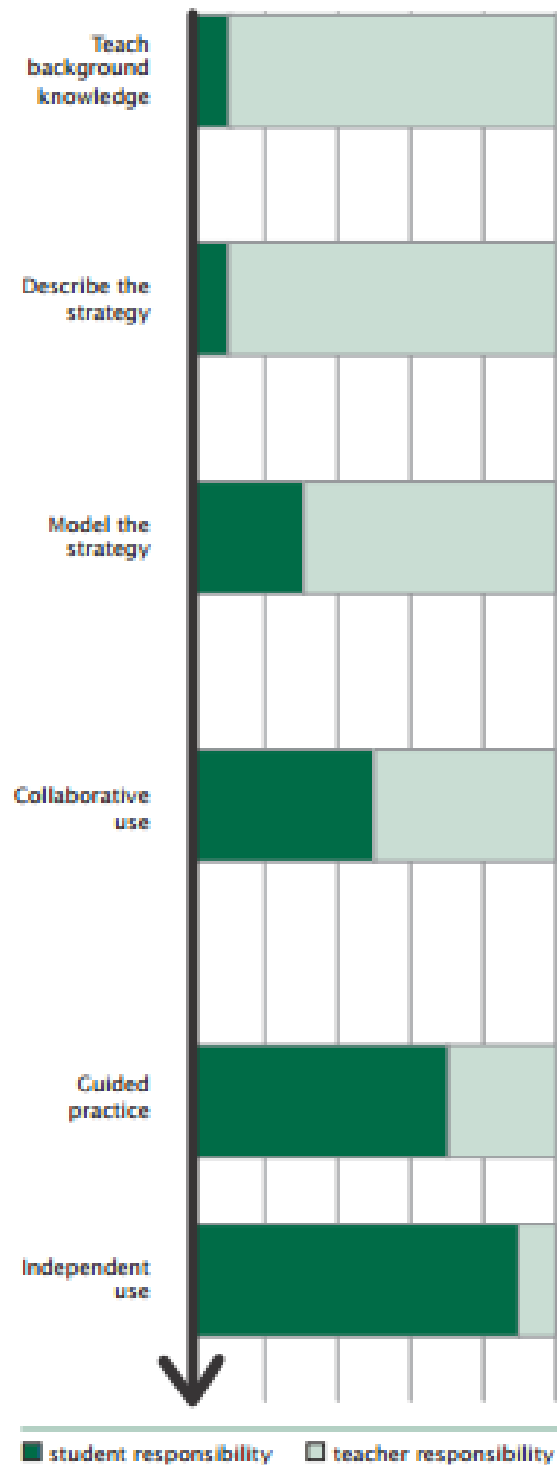 Teach
background
knowledge
Describe the
strategy
Model the
strategy
Collaborative
use
Guided
practice
Independent
use
student responsibility
teacher responsibility